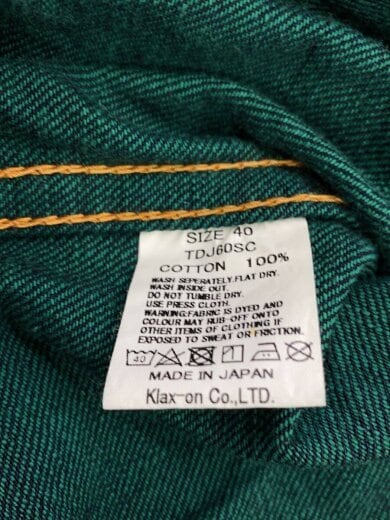 SIZE 40
TDJ60SC
COTTON 100%
WASH SEPERATELY.FLAT DRY.
WASH INSIDE OUT.
DO NOT TUMBLE DRY.
USE PRESS CLOTH.
WARNING:FABRIC IS DYED AND
COLOUR MAY RUB-OFF ONTO
OTHER ITEMS OF CLOTHING IF
EXPOSED TO SWEAT OR FRICTION.
40
MADE IN JAPAN
Klax-on Co.,LTD.